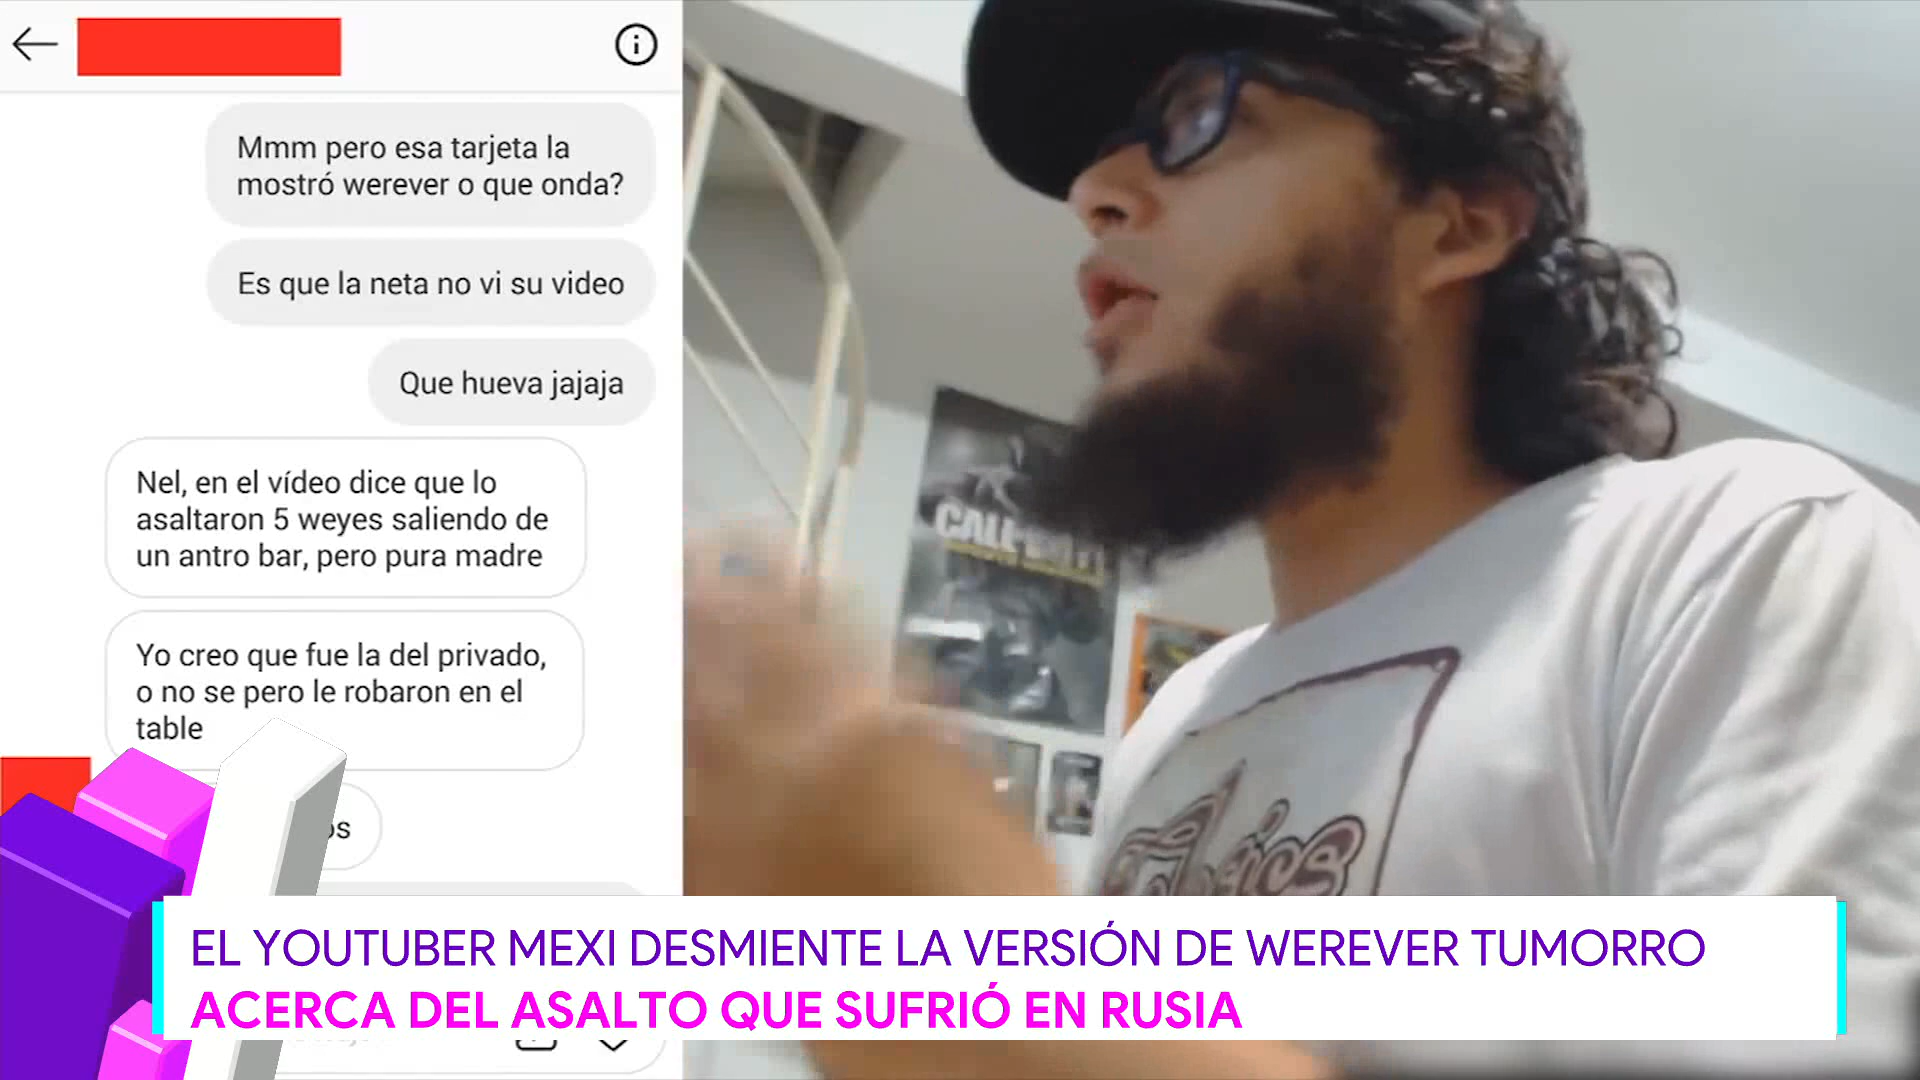 Mmm pero esa tarjeta la
mostró werever o que onda?
Es que la neta no vi su video
Que hueva jajaja
Nel, en el vídeo dice que lo
asaltaron 5 weyes saliendo de
un antro bar, pero pura madre
Yo creo que fue la del privado,
o no se pero le robaron en el
table
CALL
EL YOUTUBER MEXI DESMIENTE LA VERSIÓN DE WEREVER TUMORRO
ACERCA DEL ASALTO QUE SUFRIÓ EN RUSIA